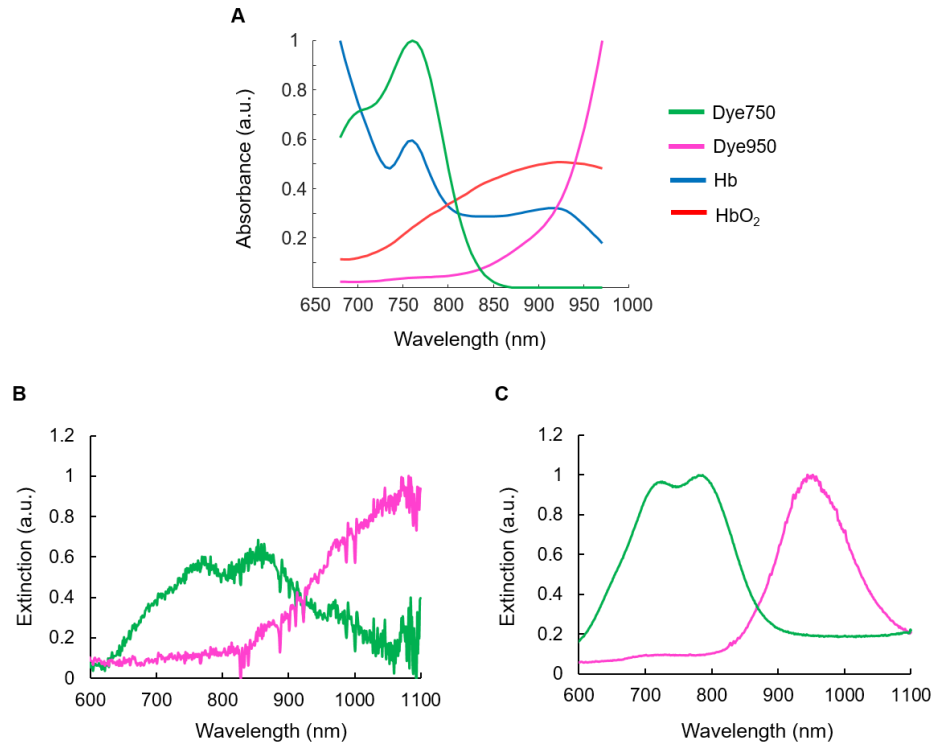 A
Absorbance (a.u.)
1
0.8
0.6
0.4
0.2
650 700 750 800 850 900 950 1000
Wavelength (nm)
Dye750
Dye950
Hb
HbO₂
B
Extinction (a.u.)
1.2
1
0.8
0.6
0.4
0.2
0
600 700 800 900 1000 1100
Wavelength (nm)
C
Extinction (a.u.)
1.2
1
0.8
0.6
0.4
0.2
0
600 700 800 900 1000 1100
Wavelength (nm)